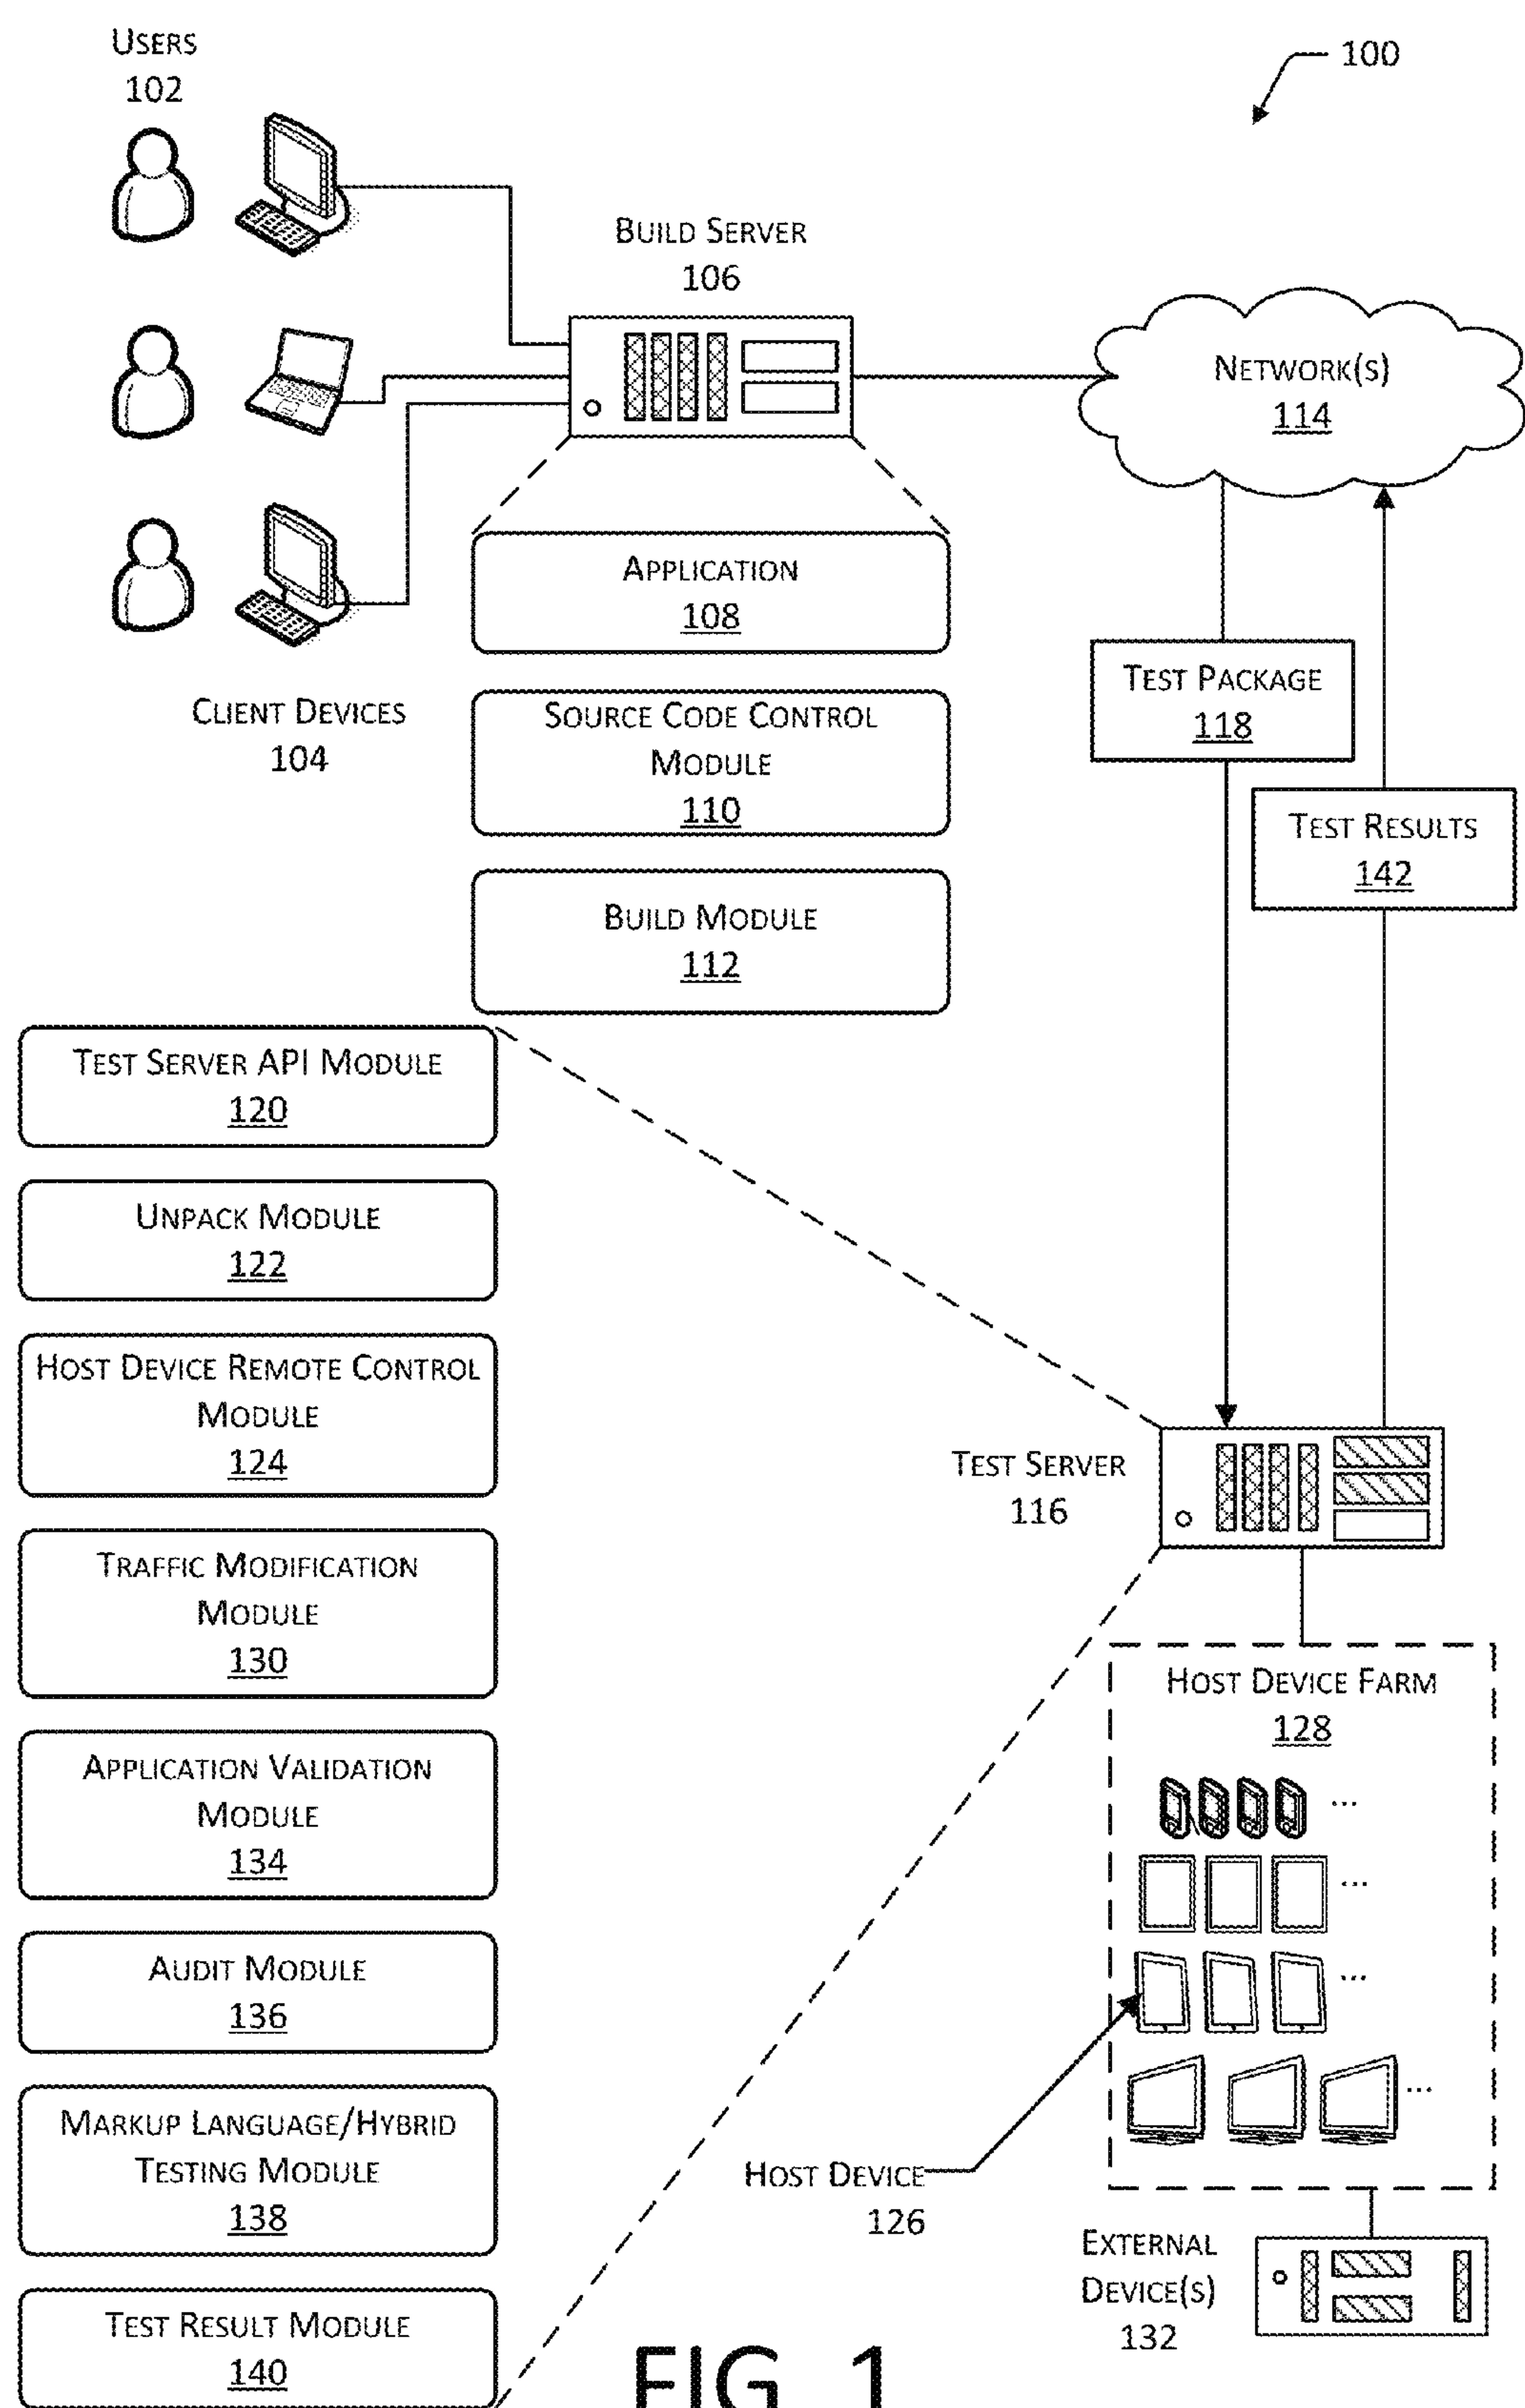 USERS
102
100
BUILD SERVER
106
NETWORK(S)
114
APPLICATION
108
CLIENT DEVICES
104
SOURCE CODE CONTROL
MODULE
110
BUILD MODULE
112
TEST PACKAGE
118
TEST RESULTS
142
TEST SERVER API MODULE
120
UNPACK MODULE
122
HOST DEVICE REMOTE CONTROL
MODULE
124
TRAFFIC MODIFICATION
MODULE
130
APPLICATION VALIDATION
MODULE
134
AUDIT MODULE
136
MARKUP LANGUAGE/HYBRID
TESTING MODULE
138
TEST RESULT MODULE
140
TEST SERVER
116
HOST DEVICE FARM
128
...
...
...
...
HOST DEVICE
126
EXTERNAL
DEVICE(S)
132
FIG. 1